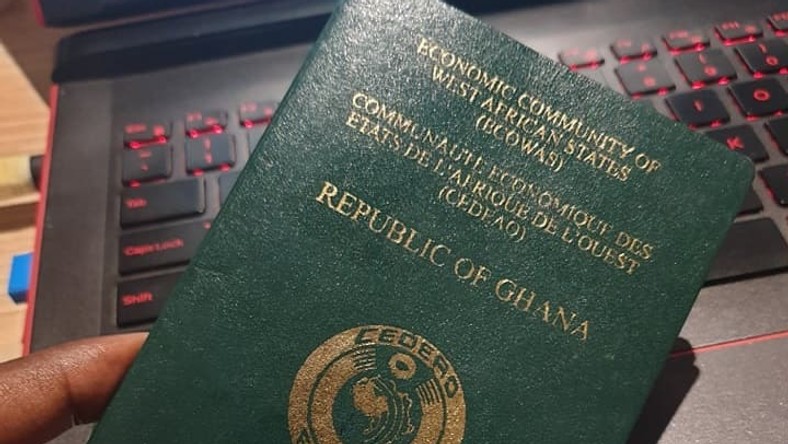 ECONOMIC COMMUNITY OF
WEST AFRICAN STATES
(ECOWAS)
COMMUNAUTE ECONOMIQUE DES
ETATS DE L'AFRIQUE DE L'OUEST
(CEDEAO)
REPUBLIC OF GHANA
CEDEAO
Tab
Caps Lock
Shift
O
K